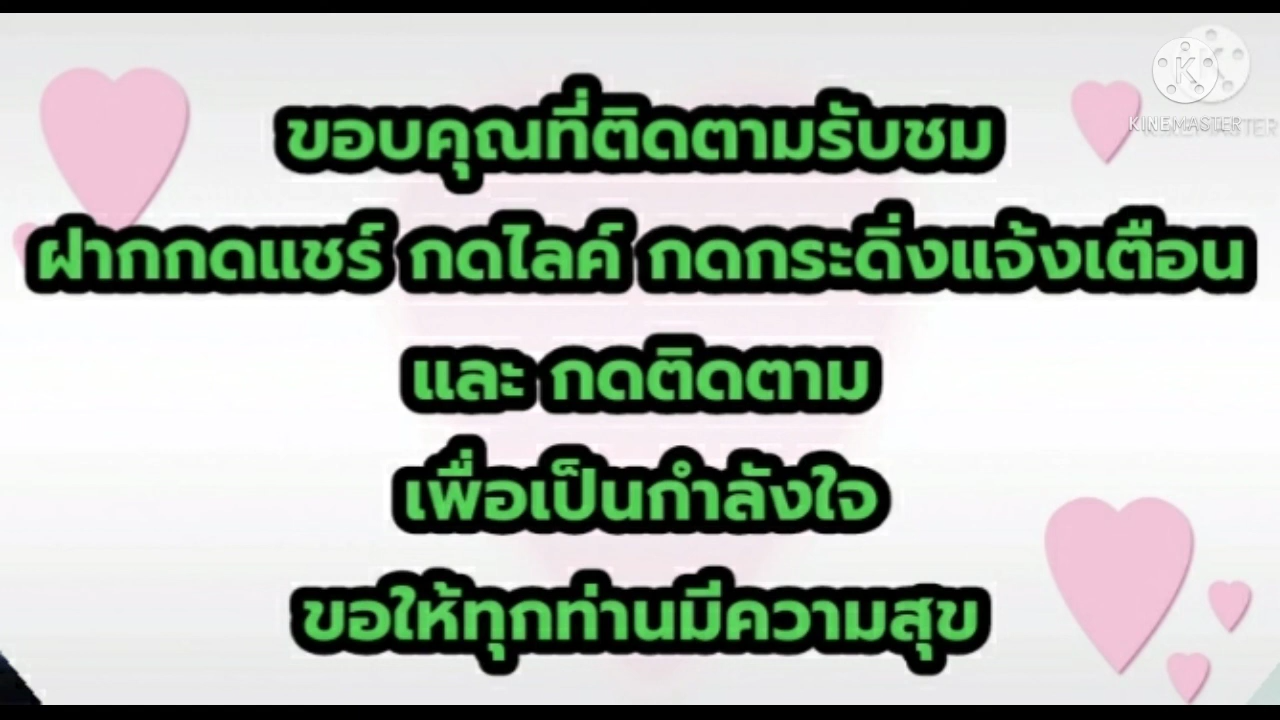 ขอบคุณที่ติดตามรับชม
ฝากกดแชร์ กดไลค์ กดกระดิ่งแจ้งเตือน
และ กดติดตาม
เพื่อเป็นกำลังใจ
ขอให้ทุกท่านมีความสุข
KINEMASTER